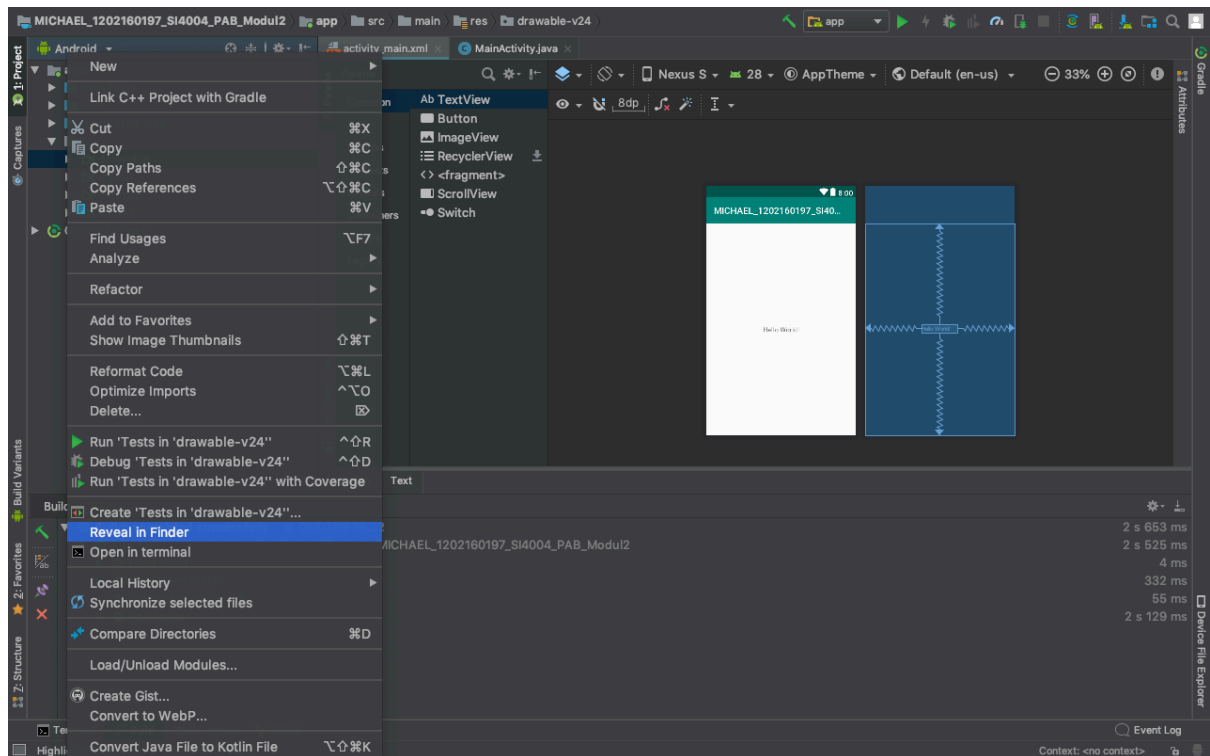 MICHAEL_1202160197_SI4004_PAB_Modul2 app src main res drawable-v24 app
1: Project
Android activity_main.xml MainActivity.java
Gradle
New
Link C++ Project with Gradle
Cut ⌘X
Copy ⌘C
Copy Paths ⇧⌘C
Copy References ⌥⇧⌘C
Paste ⌘V
Find Usages ⌥F7
Analyze
Refactor
Add to Favorites
Show Image Thumbnails ⇧⌘T
Reformat Code ⌥⌘L
Optimize Imports ^⌥O
Delete... ⌦
Run 'Tests in 'drawable-v24'' ^⇧R
Debug 'Tests in 'drawable-v24'' ^⇧D
Run 'Tests in 'drawable-v24'' with Coverage
Create 'Tests in 'drawable-v24''...
Reveal in Finder
Open in terminal
Local History
Synchronize selected files
Compare Directories ⌘D
Load/Unload Modules...
Create Gist...
Convert to WebP...
Convert Java File to Kotlin File ⌥⇧⌘K
Ab TextView
Button
ImageView
RecyclerView
<> <fragment>
ScrollView
Switch
Nexus S 28 AppTheme Default (en-us) 33%
8dp
Attributes
8:00
MICHAEL_1202160197_SI40...
Hello World!
Hello World!
Text
MICHAEL_1202160197_SI4004_PAB_Modul2
2 s 653 ms
2 s 525 ms
4 ms
332 ms
55 ms
2 s 129 ms
Captures
Build Variants
2: Favorites
7: Structure
Device File Explorer
Event Log
Context: <no context>